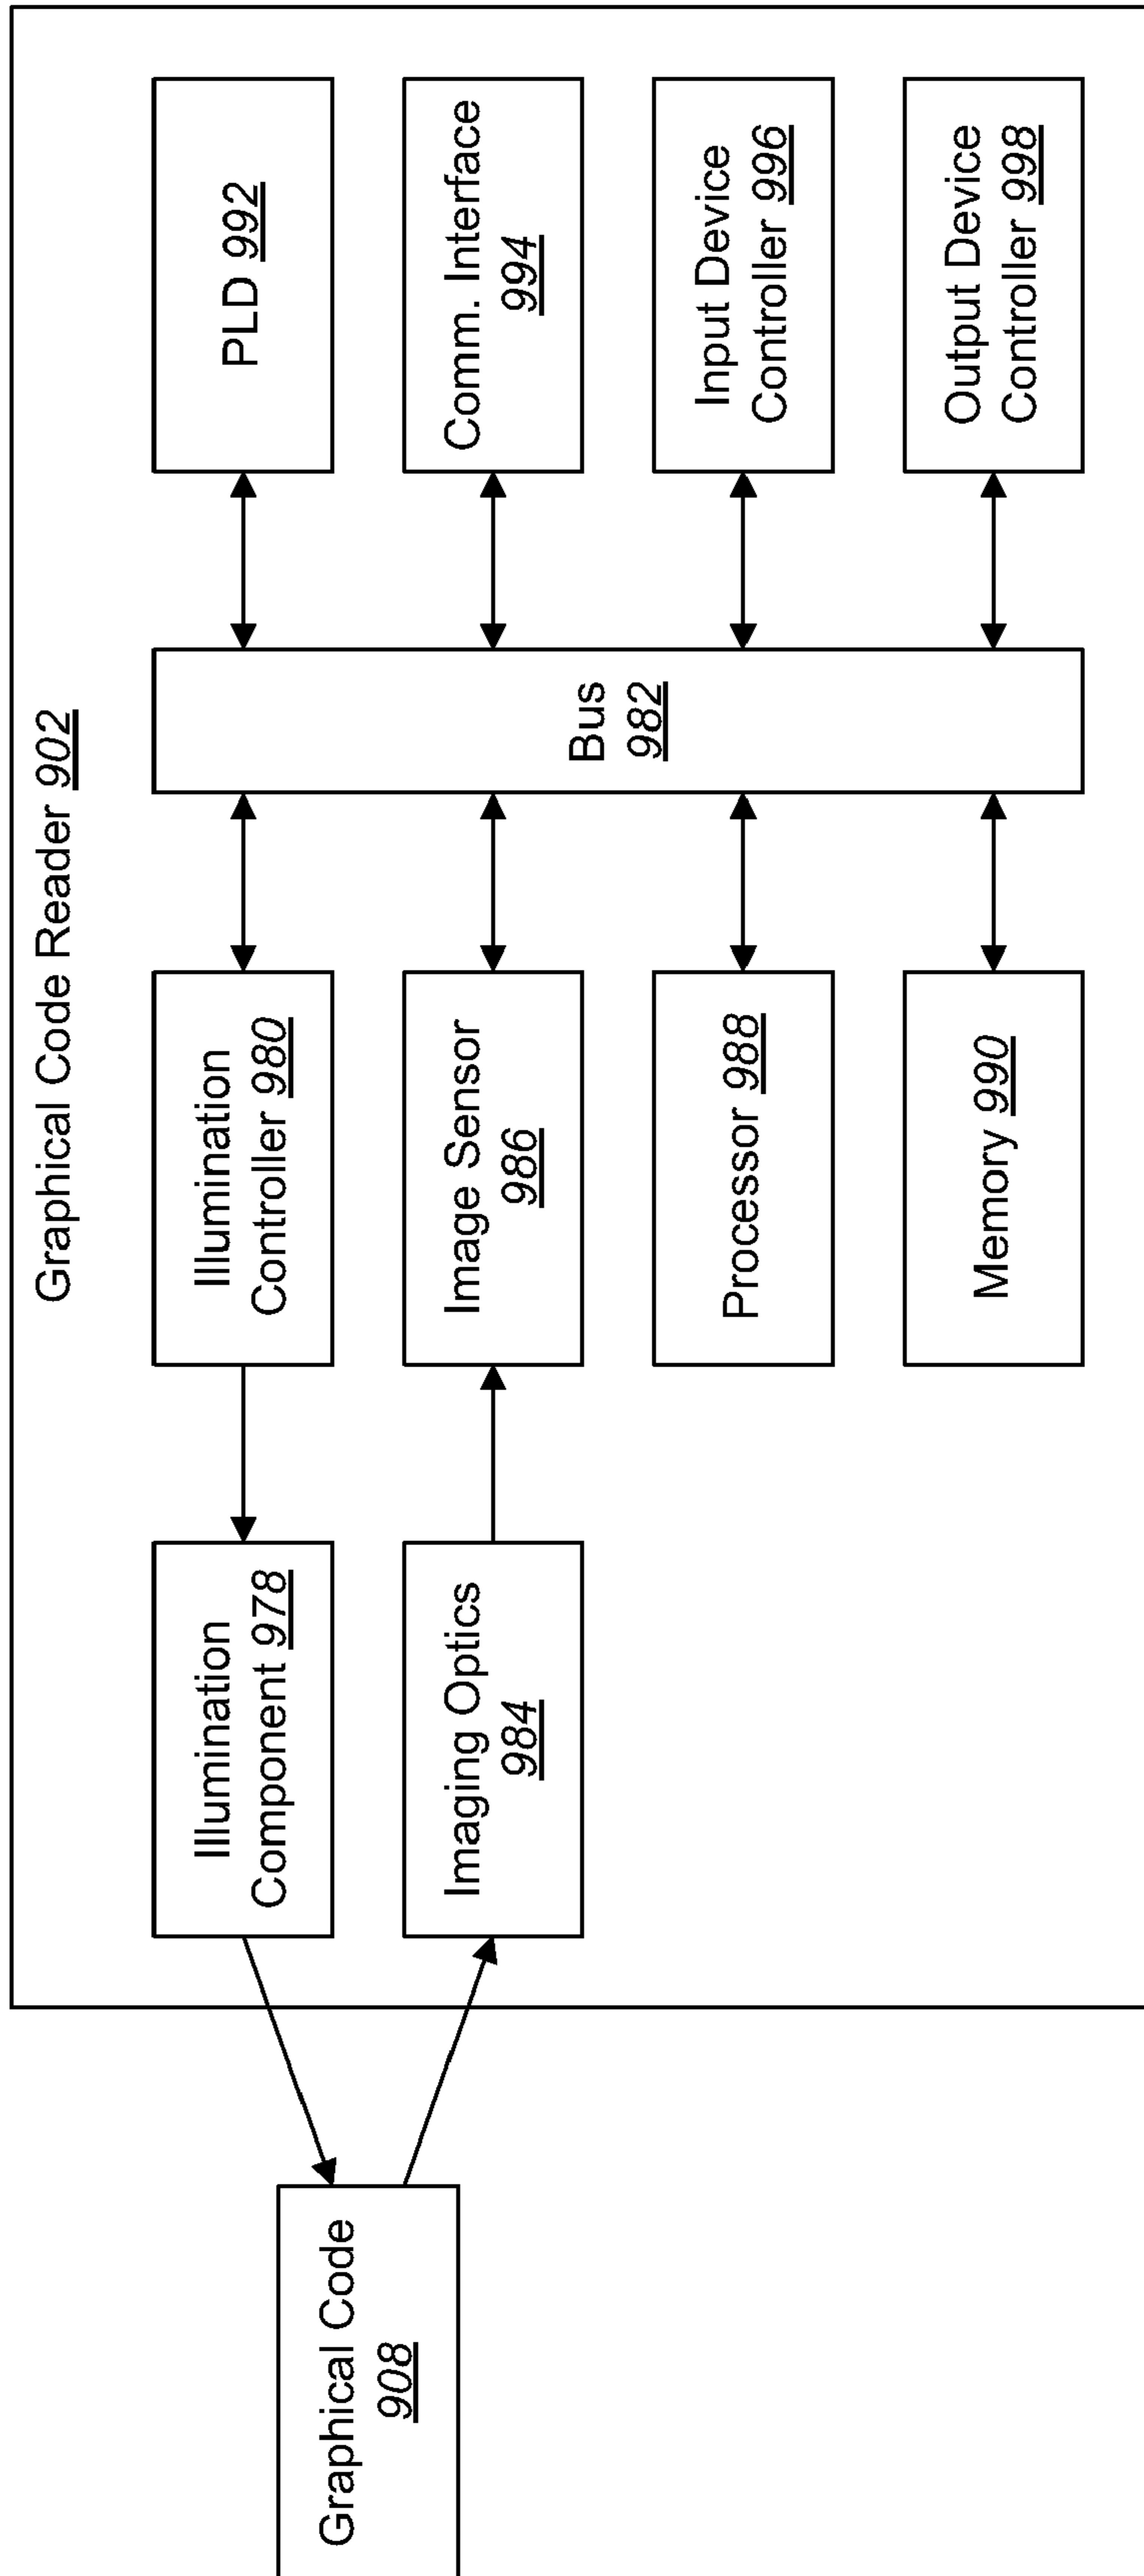 Graphical Code Reader 902
Graphical Code
908
Illumination
Component 978
Illumination
Controller 980
PLD 992
Imaging Optics
984
Image Sensor
986
Comm. Interface
994
Bus
982
Processor 988
Input Device
Controller 996
Memory 990
Output Device
Controller 998